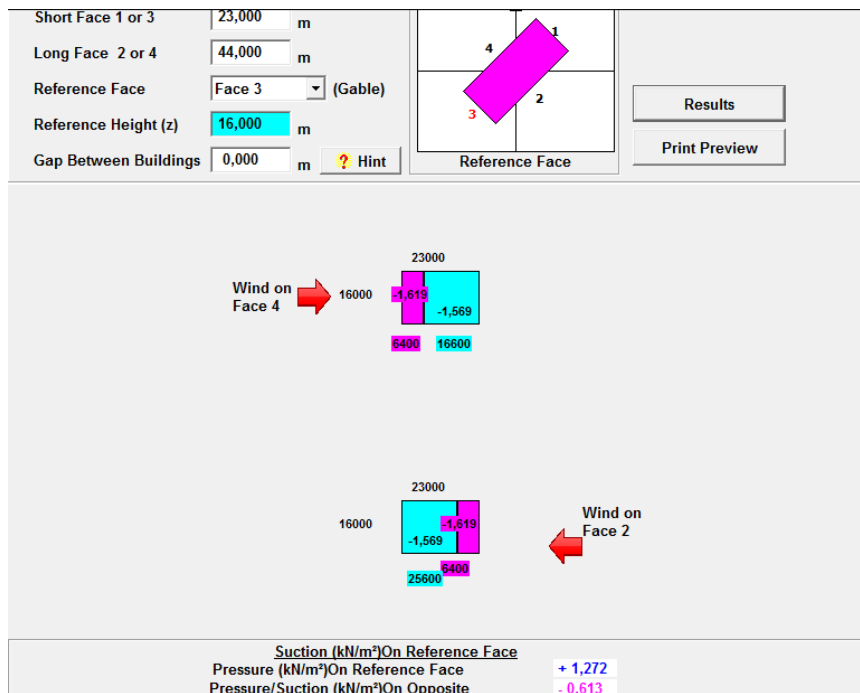 Short Face 1 or 3 23,000 m
Long Face 2 or 4 44,000 m
Reference Face Face 3 (Gable)
Reference Height (z) 16,000 m
Gap Between Buildings 0,000 m ? Hint
1
4
2
3
Reference Face
Results
Print Preview
23000
Wind on
Face 4
16000
-1,619
-1,569
6400 16600
23000
16000
-1,619
-1,569
Wind on
Face 2
6400
25600
Suction (kN/m²)On Reference Face
Pressure (kN/m²)On Reference Face + 1,272
Pressure/Suction (kN/m²)On Opposite - 0,613